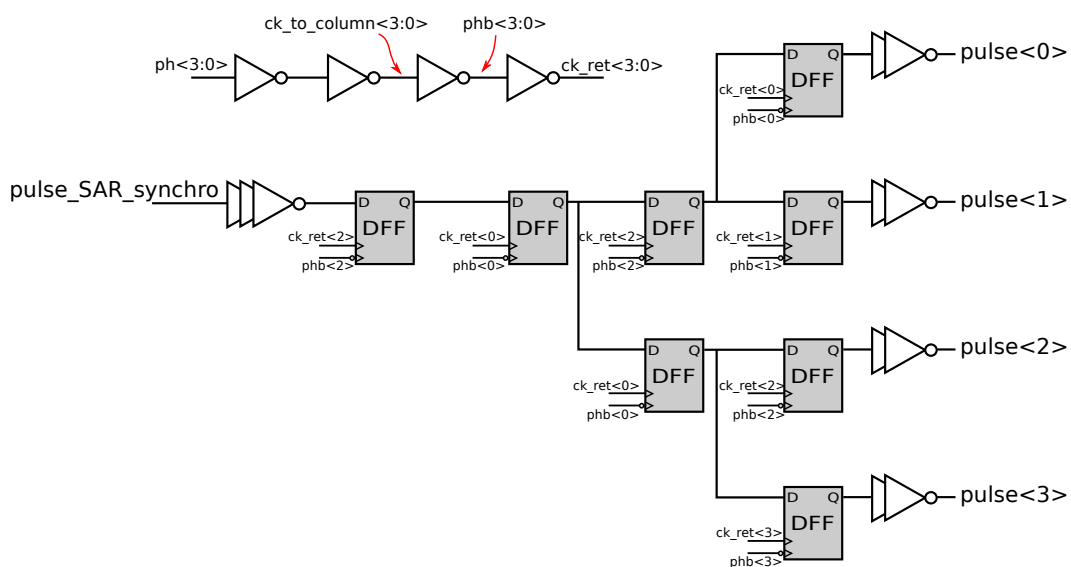 ck_to_column<3:0>
phb<3:0>
ph<3:0>
ck_ret<3:0>
D Q
DFF
ck_ret<0>
phb<0>
pulse<0>
pulse_SAR_synchro
D Q
DFF
ck_ret<2>
phb<2>
D Q
DFF
ck_ret<0>
phb<0>
D Q
DFF
ck_ret<2>
phb<2>
D Q
DFF
ck_ret<1>
phb<1>
pulse<1>
D Q
DFF
ck_ret<0>
phb<0>
D Q
DFF
ck_ret<2>
phb<2>
pulse<2>
D Q
DFF
ck_ret<3>
phb<3>
pulse<3>